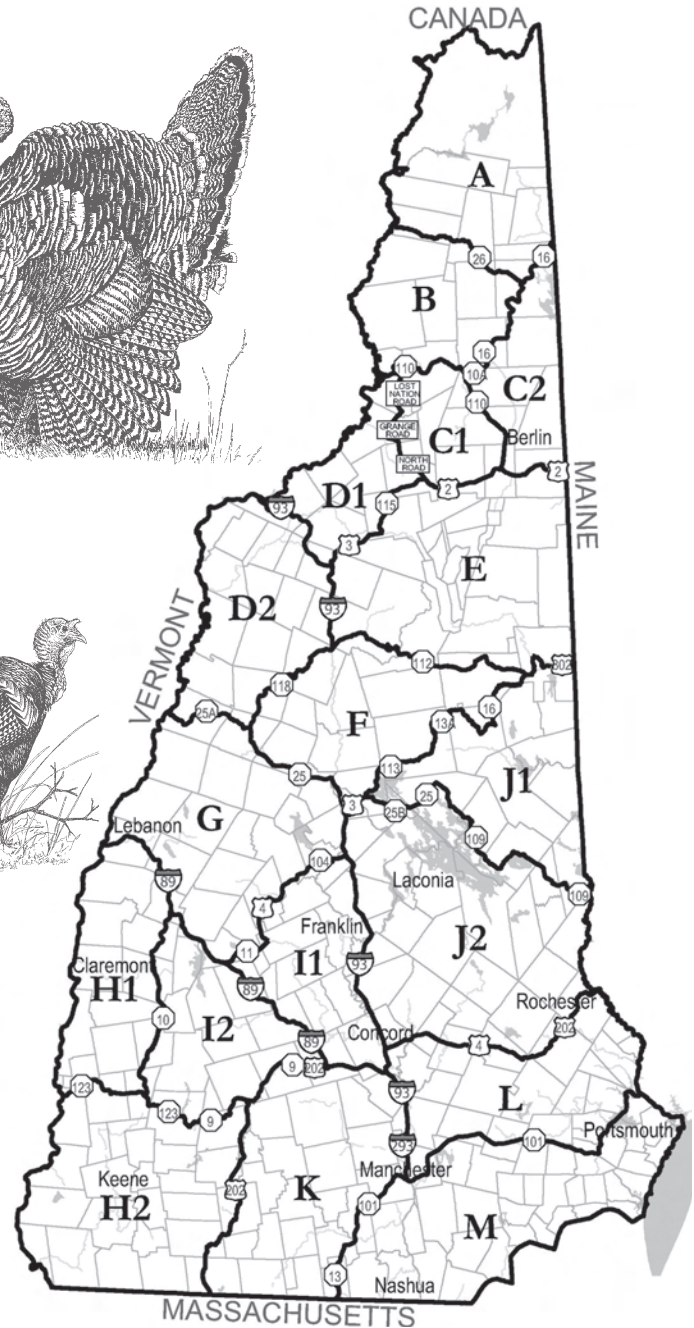 CANADA
A
26
16
B
16
110
10A
C2
LOST
NATION
ROAD
110
GRANGE
ROAD
C1
Berlin
NORTH
ROAD
2
2
MAINE
93
D1
115
3
E
D2
93
VERMONT
112
302
118
25A
F
16
13A
113
25
J1
3
25B
25
G
109
Lebanon
104
89
Laconia
109
4
Franklin
11
I1
93
J2
Claremont
H1
89
Rochester
10
I2
202
Concord
89
4
9
202
123
93
L
123
9
293
101
Portsmouth
Keene
H2
202
K
Manchester
101
M
13
Nashua
MASSACHUSETTS